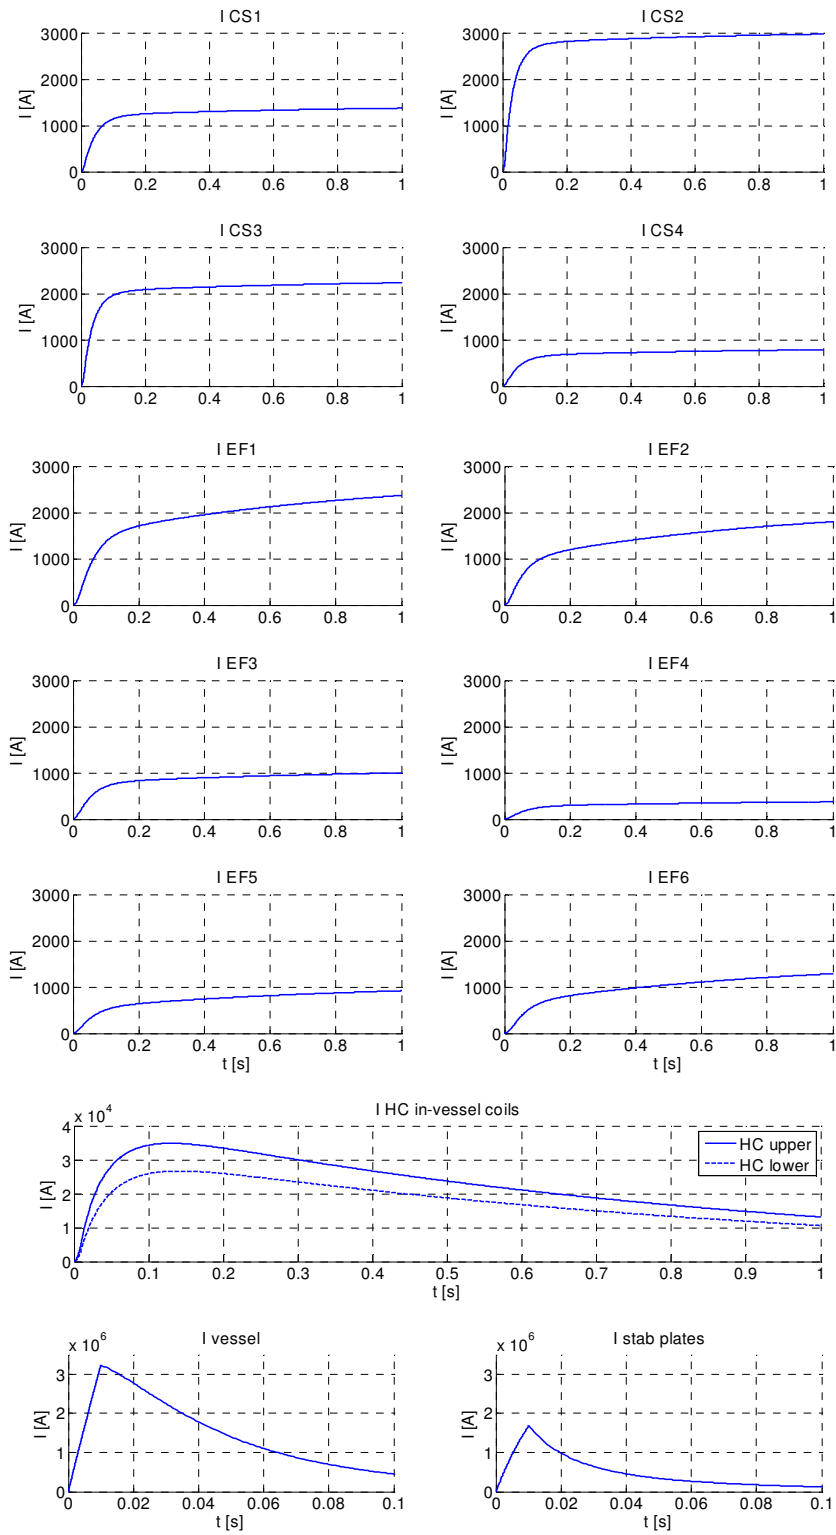 I CS1
I CS2
3000
2000
1000
0
I [A]
0 0.2 0.4 0.6 0.8 1
3000
2000
1000
0
I [A]
0 0.2 0.4 0.6 0.8 1
I CS3
I CS4
3000
2000
1000
0
I [A]
0 0.2 0.4 0.6 0.8 1
3000
2000
1000
0
I [A]
0 0.2 0.4 0.6 0.8 1
I EF1
I EF2
3000
2000
1000
0
I [A]
0 0.2 0.4 0.6 0.8 1
3000
2000
1000
0
I [A]
0 0.2 0.4 0.6 0.8 1
I EF3
I EF4
3000
2000
1000
0
I [A]
0 0.2 0.4 0.6 0.8 1
3000
2000
1000
0
I [A]
0 0.2 0.4 0.6 0.8 1
I EF5
I EF6
3000
2000
1000
0
I [A]
0 0.2 0.4 0.6 0.8 1
t [s]
3000
2000
1000
0
I [A]
0 0.2 0.4 0.6 0.8 1
t [s]
x 10^4
I HC in-vessel coils
4
3
2
1
0
I [A]
HC upper
HC lower
0 0.1 0.2 0.3 0.4 0.5 0.6 0.7 0.8 0.9 1
t [s]
x 10^6
I vessel
3
2
1
0
I [A]
0 0.02 0.04 0.06 0.08 0.1
t [s]
x 10^6
I stab plates
3
2
1
0
I [A]
0 0.02 0.04 0.06 0.08 0.1
t [s]